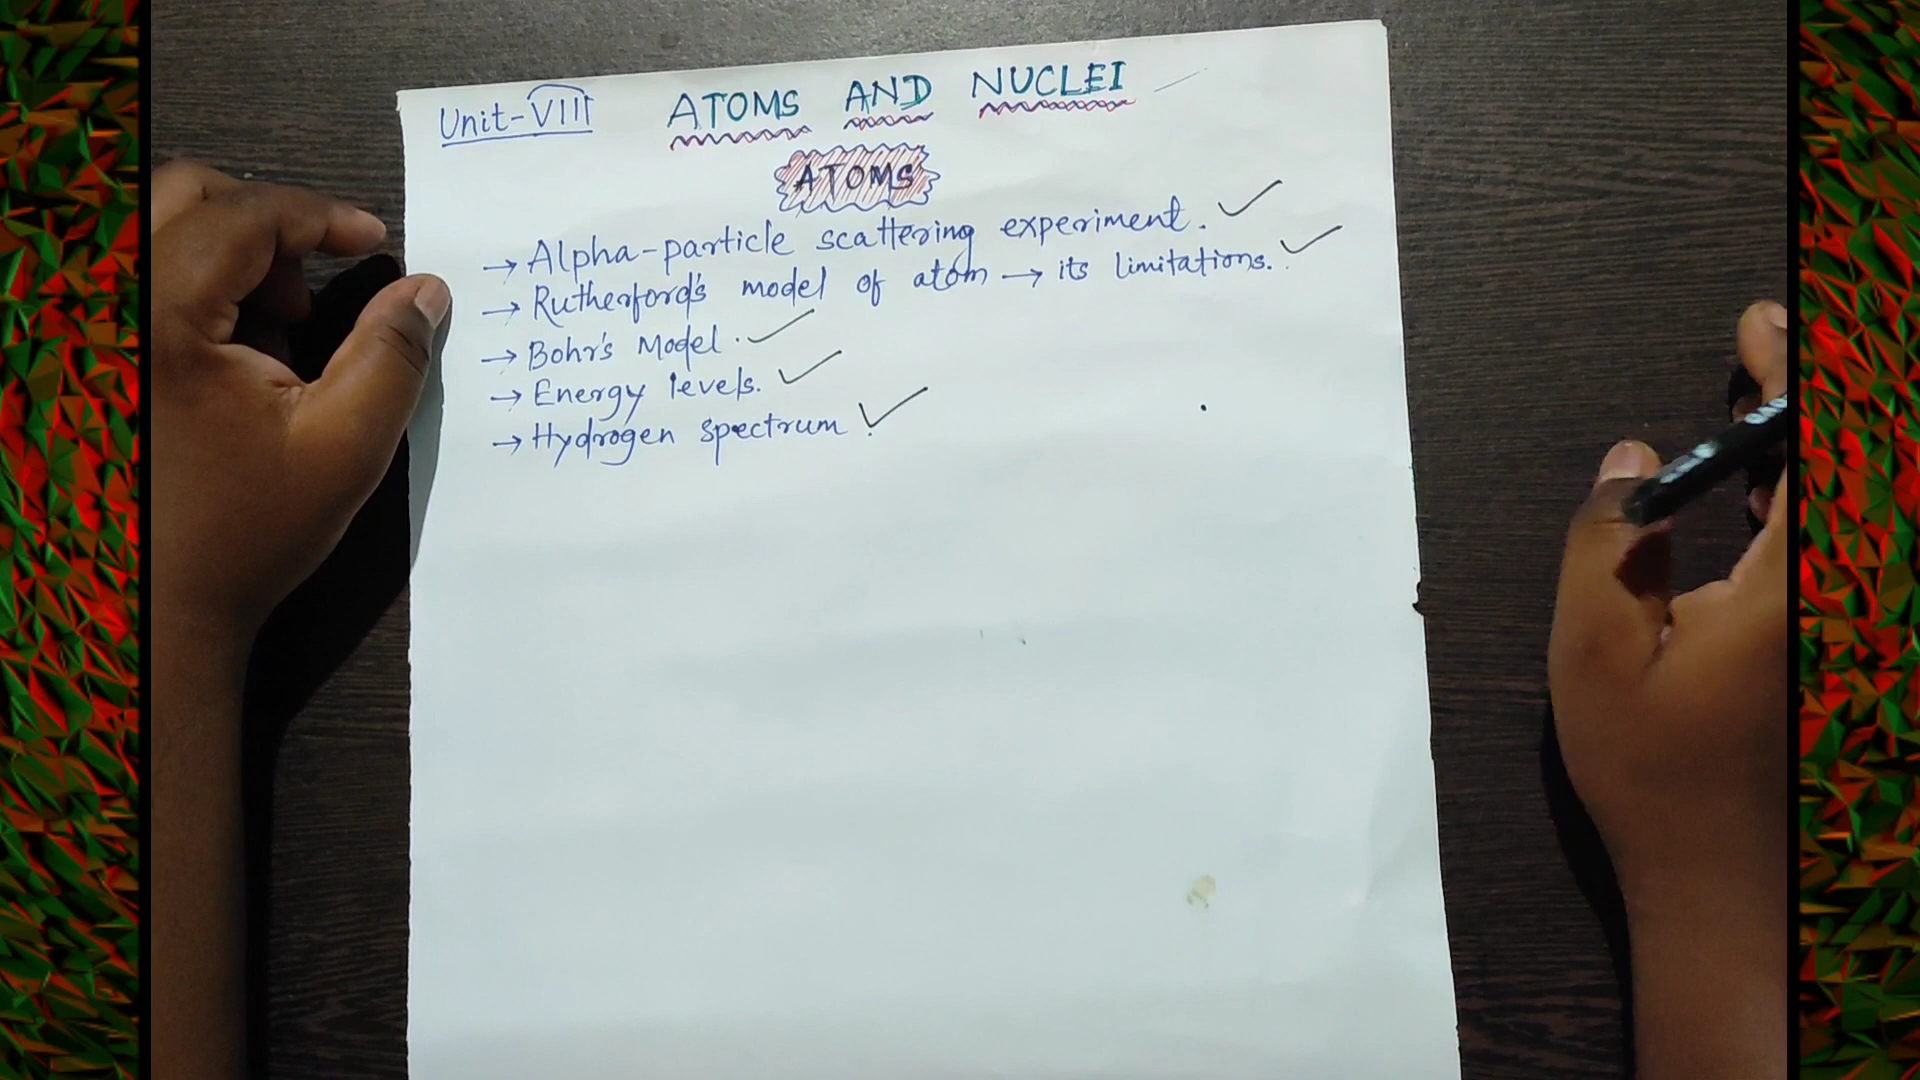 Unit-VIII ATOMS AND NUCLEI
ATOMS
→ Alpha-particle scattering experiment.
→ Rutherford's model of atom → its limitations.
→ Bohr's Model.
→ Energy levels.
→ Hydrogen spectrum.